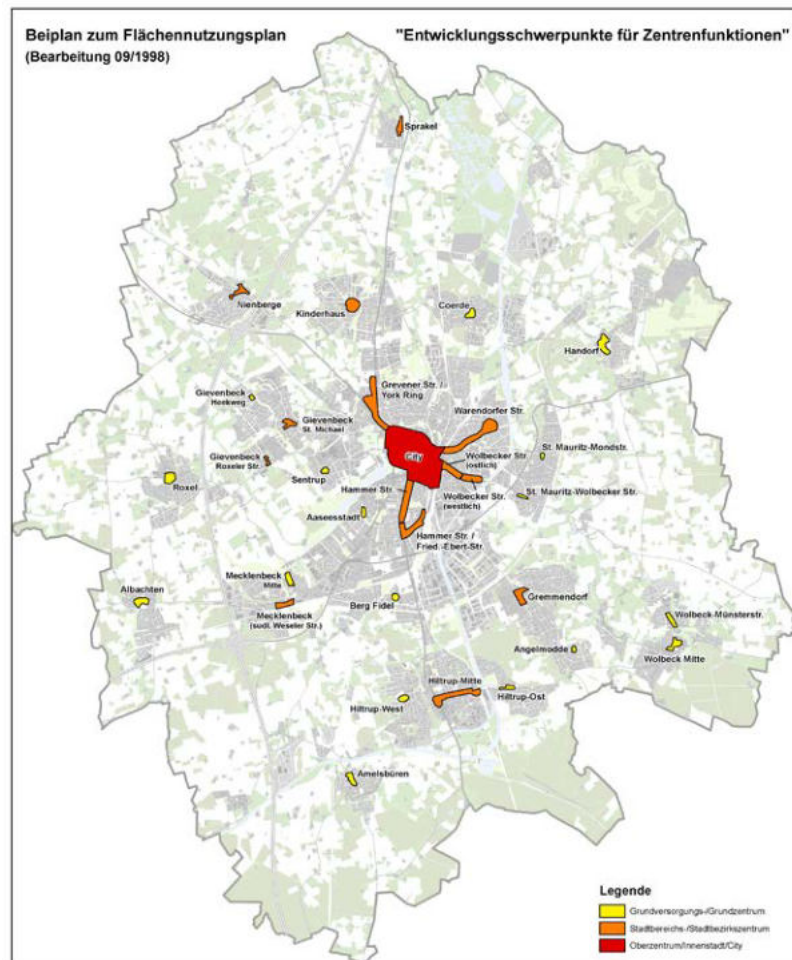 Beiplan zum Flächennutzungsplan
"Entwicklungsschwerpunkte für Zentrenfunktionen"
(Bearbeitung 09/1998)
Sprakel
Nienberge
Kinderhaus
Coerde
Handorf
Grevener Str. /
York Ring
Gievenbeck
Heekweg
Gievenbeck
St. Michael
Warendorfer Str.
Gievenbeck
Roxeler Str.
City
Wolbecker Str.
(östlich)
St. Mauritz-Mondstr.
Sentrup
Roxel
Hammer Str.
Wolbecker Str.
(westlich)
St. Mauritz-Wolbecker Str.
Aaseesstadt
Hammer Str. /
Fried.-Ebert-Str.
Mecklenbeck
Mitte
Albachten
Mecklenbeck
(südl. Weseler Str.)
Berg Fidel
Gremmendorf
Wolbeck-Münsterstr.
Angelmodde
Wolbeck Mitte
Hiltrup-Mitte
Hiltrup-West
Hiltrup-Ost
Amelsbüren
Legende
Grundversorgungs-/Grundzentrum
Stadtbereichs-/Stadtbezirkszentrum
Oberzentrum/Innenstadt/City